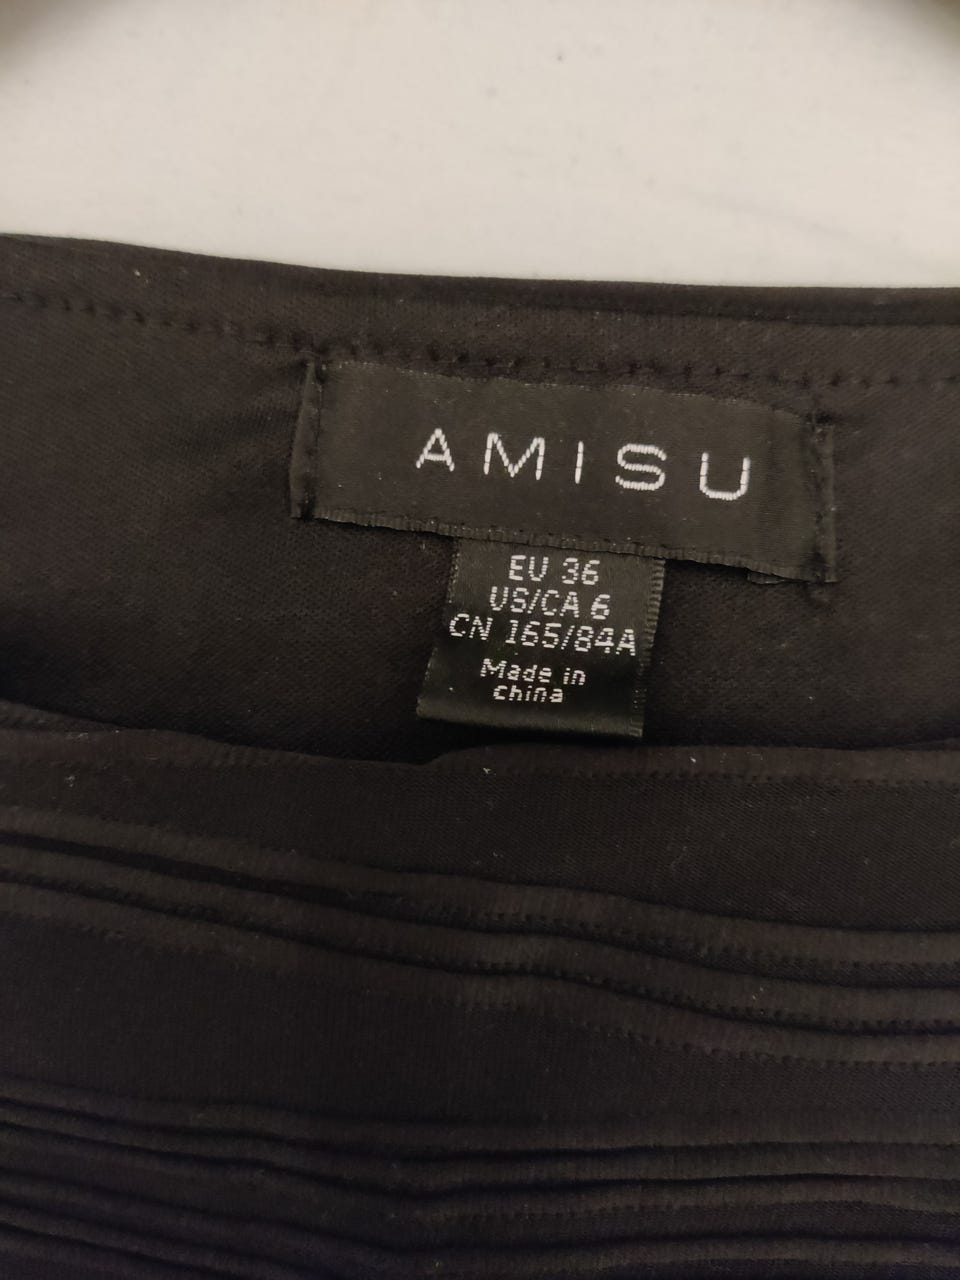 AMISU
EU 36
US/CA 6
CN 165/84A
Made in
china